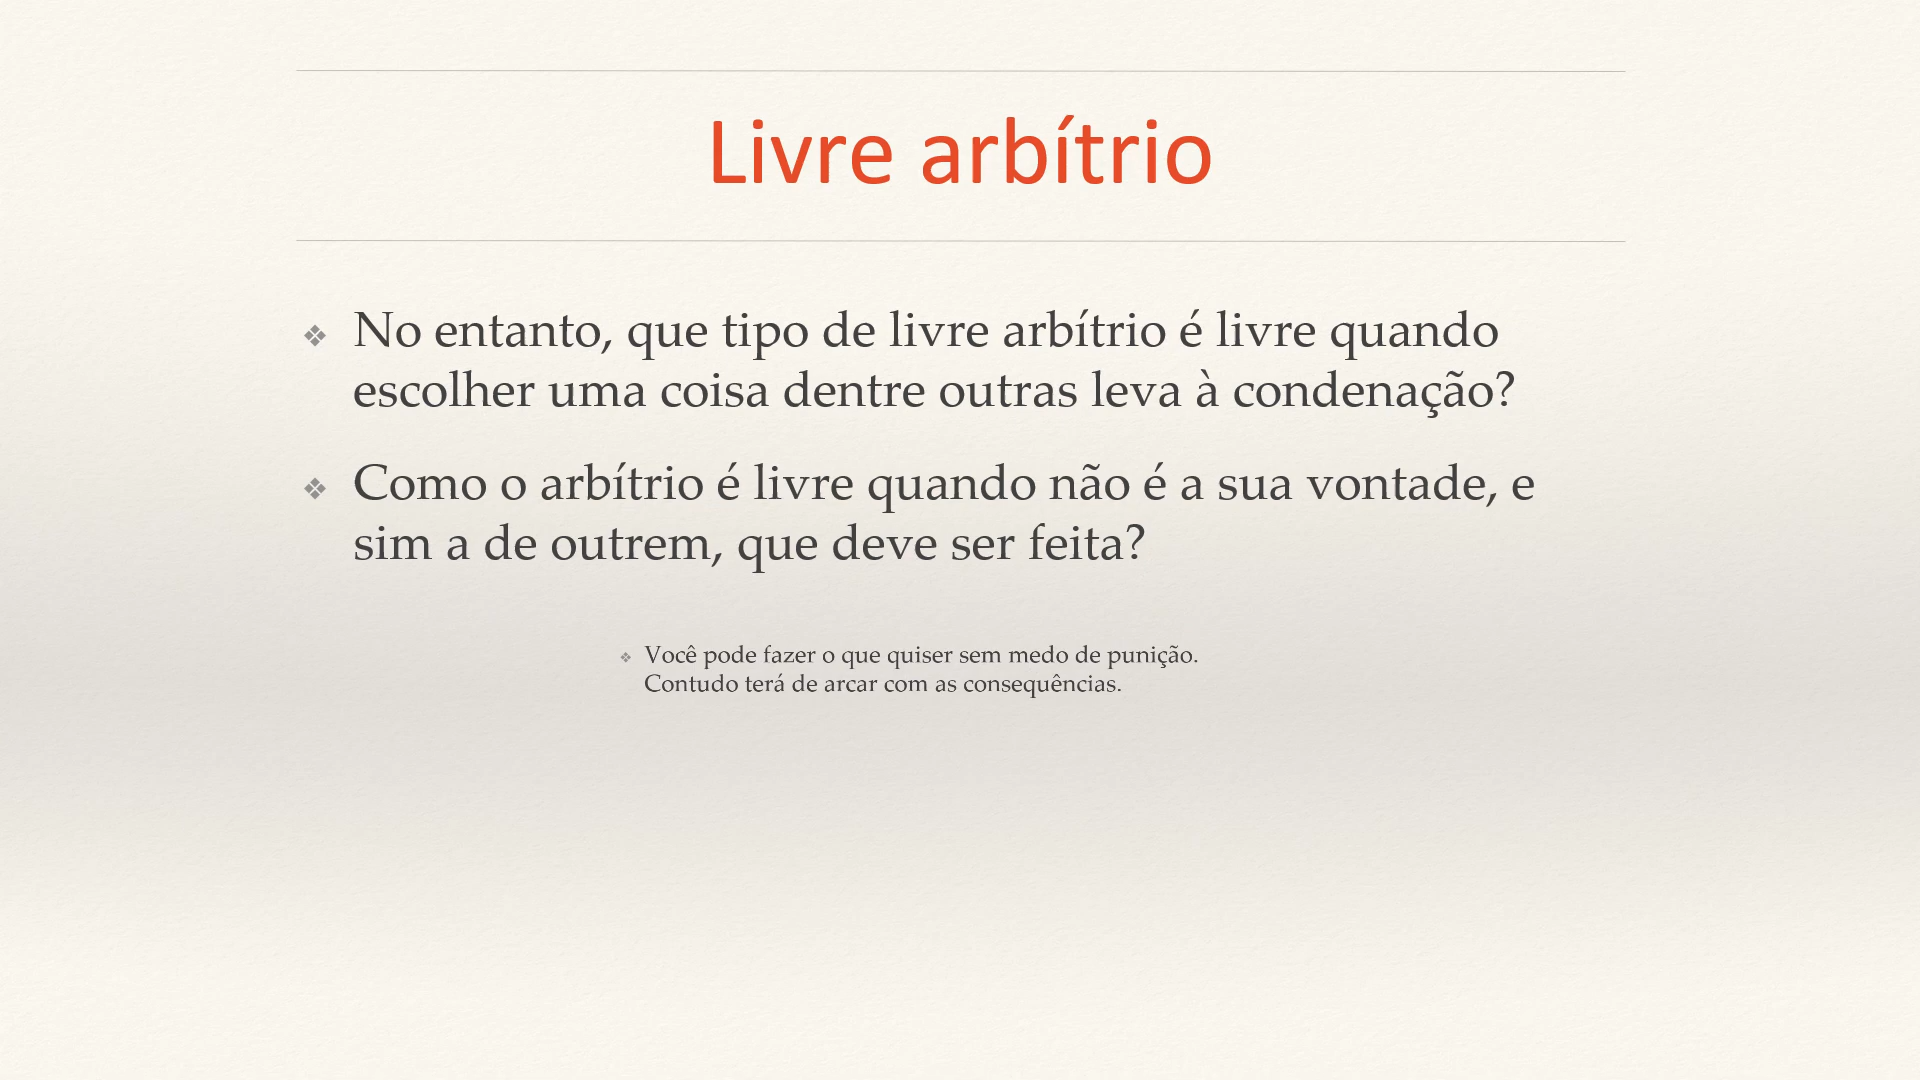 Livre arbítrio
❖ No entanto, que tipo de livre arbítrio é livre quando
escolher uma coisa dentre outras leva à condenação?
❖ Como o arbítrio é livre quando não é a sua vontade, e
sim a de outrem, que deve ser feita?
❖ Você pode fazer o que quiser sem medo de punição.
Contudo terá de arcar com as consequências.